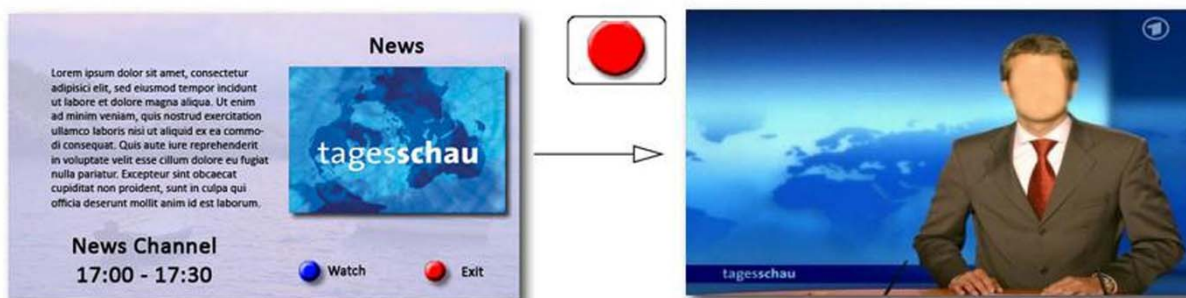 News
Lorem ipsum dolor sit amet, consectetur
adipisici elit, sed eiusmod tempor incidunt
ut labore et dolore magna aliqua. Ut enim
ad minim veniam, quis nostrud exercitation
ullamco laboris nisi ut aliquid ex ea commo-
di consequat. Quis aute iure reprehenderit
in voluptate velit esse cillum dolore eu fugiat
nulla pariatur. Excepteur sint obcaecat
cupiditat non proident, sunt in culpa qui
officia deserunt mollit anim id est laborum.
tagesschau
News Channel
17:00 - 17:30
Watch
Exit
1
tagesschau